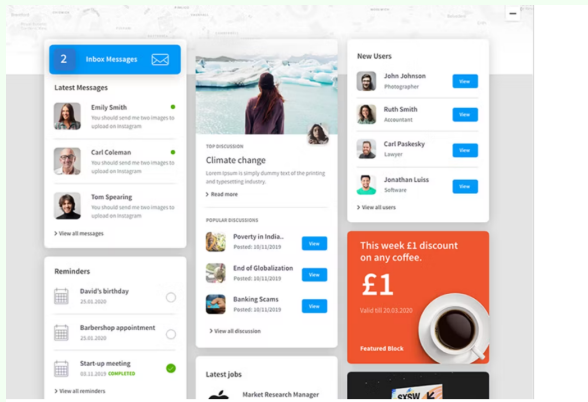 2 Inbox Messages
Latest Messages
Emily Smith
You should send me two images to
upload on instagram
Carl Coleman
You should send me two images to
upload on instagram
Tom Spearing
You should send me two images to
upload on instagram
View all messages
Reminders
David's birthday
25.01.2020
Barbershop appointment
25.01.2020
Start-up meeting
03.11.2019 COMPLETED
View all reminders
TOP DISCUSSION
Climate change
Lorem Ipsum is simply dummy text of the printing
and typesetting industry.
Read more
POPULAR DISCUSSIONS
Poverty in India..
Posted: 10/11/2019
View
End of Globalization
Posted: 10/11/2019
View
Banking Scams
Posted: 10/11/2019
View
View all discussion
Latest jobs
Market Research Manager
New Users
John Johnson
Photographer
View
Ruth Smith
Accountant
View
Carl Paskesky
Lawyer
View
Jonathan Luiss
Software
View
View all users
This week £1 discount
on any coffee.
£1
Valid till 20.03.2020
Featured Block
SXSW